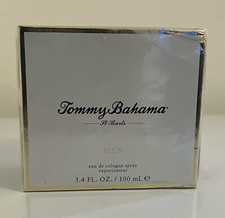 Tommy Bahama
St Barts
MEN
eau de cologne spray
vaporisateur
3.4 FL. OZ. / 100 mL ℮